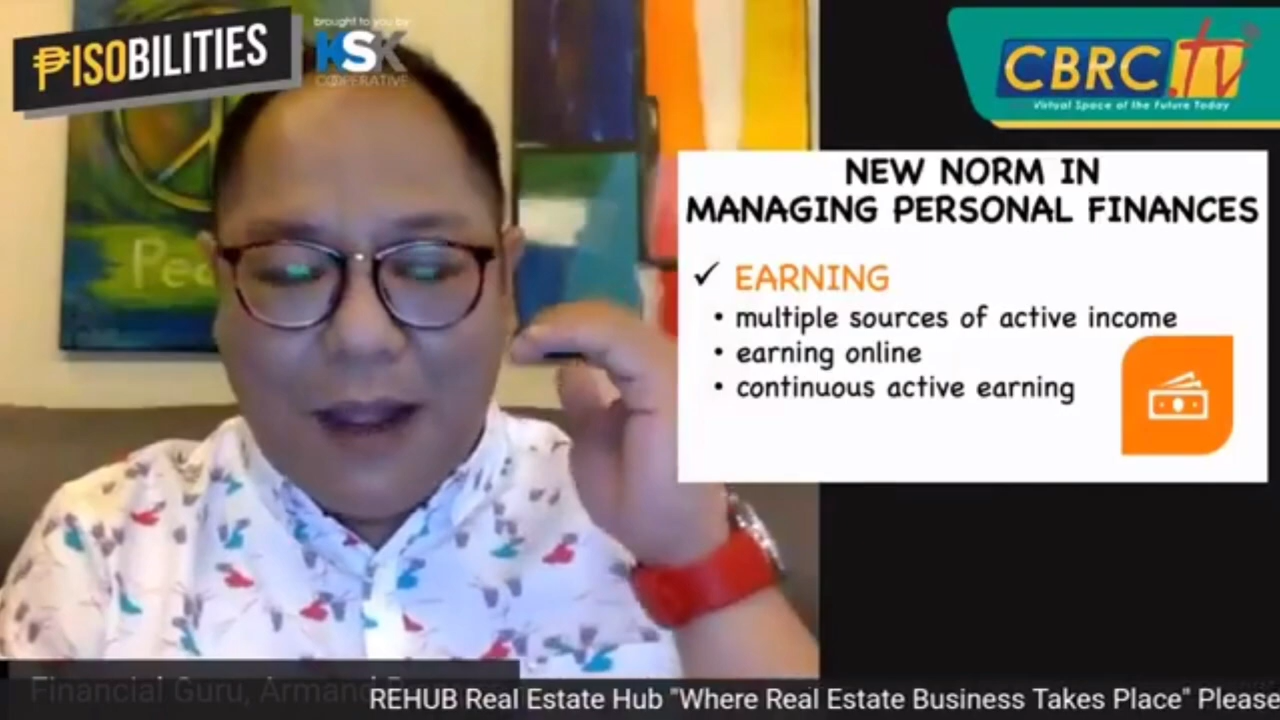 ₱ISOBILITIES
brought to you by
KSK
COOPERATIVE
CBRC.tv
Virtual Space of the Future Today
NEW NORM IN
MANAGING PERSONAL FINANCES
✓ EARNING
• multiple sources of active income
• earning online
• continuous active earning
Financial Guru, Armand
REHUB Real Estate Hub "Where Real Estate Business Takes Place" Please